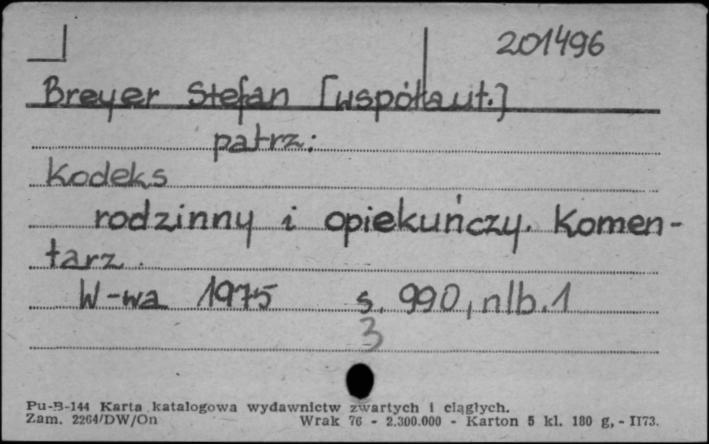 201496
Breyer Stefan [współaut.]
patrz:
Kodeks
rodzinny i opiekuńczy. Komen-
tarz.
W-wa 1975 s. 990, nlb. 1
3
Pu-B-144 Karta katalogowa wydawnictw zwartych i ciągłych.
Zam. 2264/DW/On Wrak 76 - 2.300.000 - Karton 5 kl. 180 g, - II73.